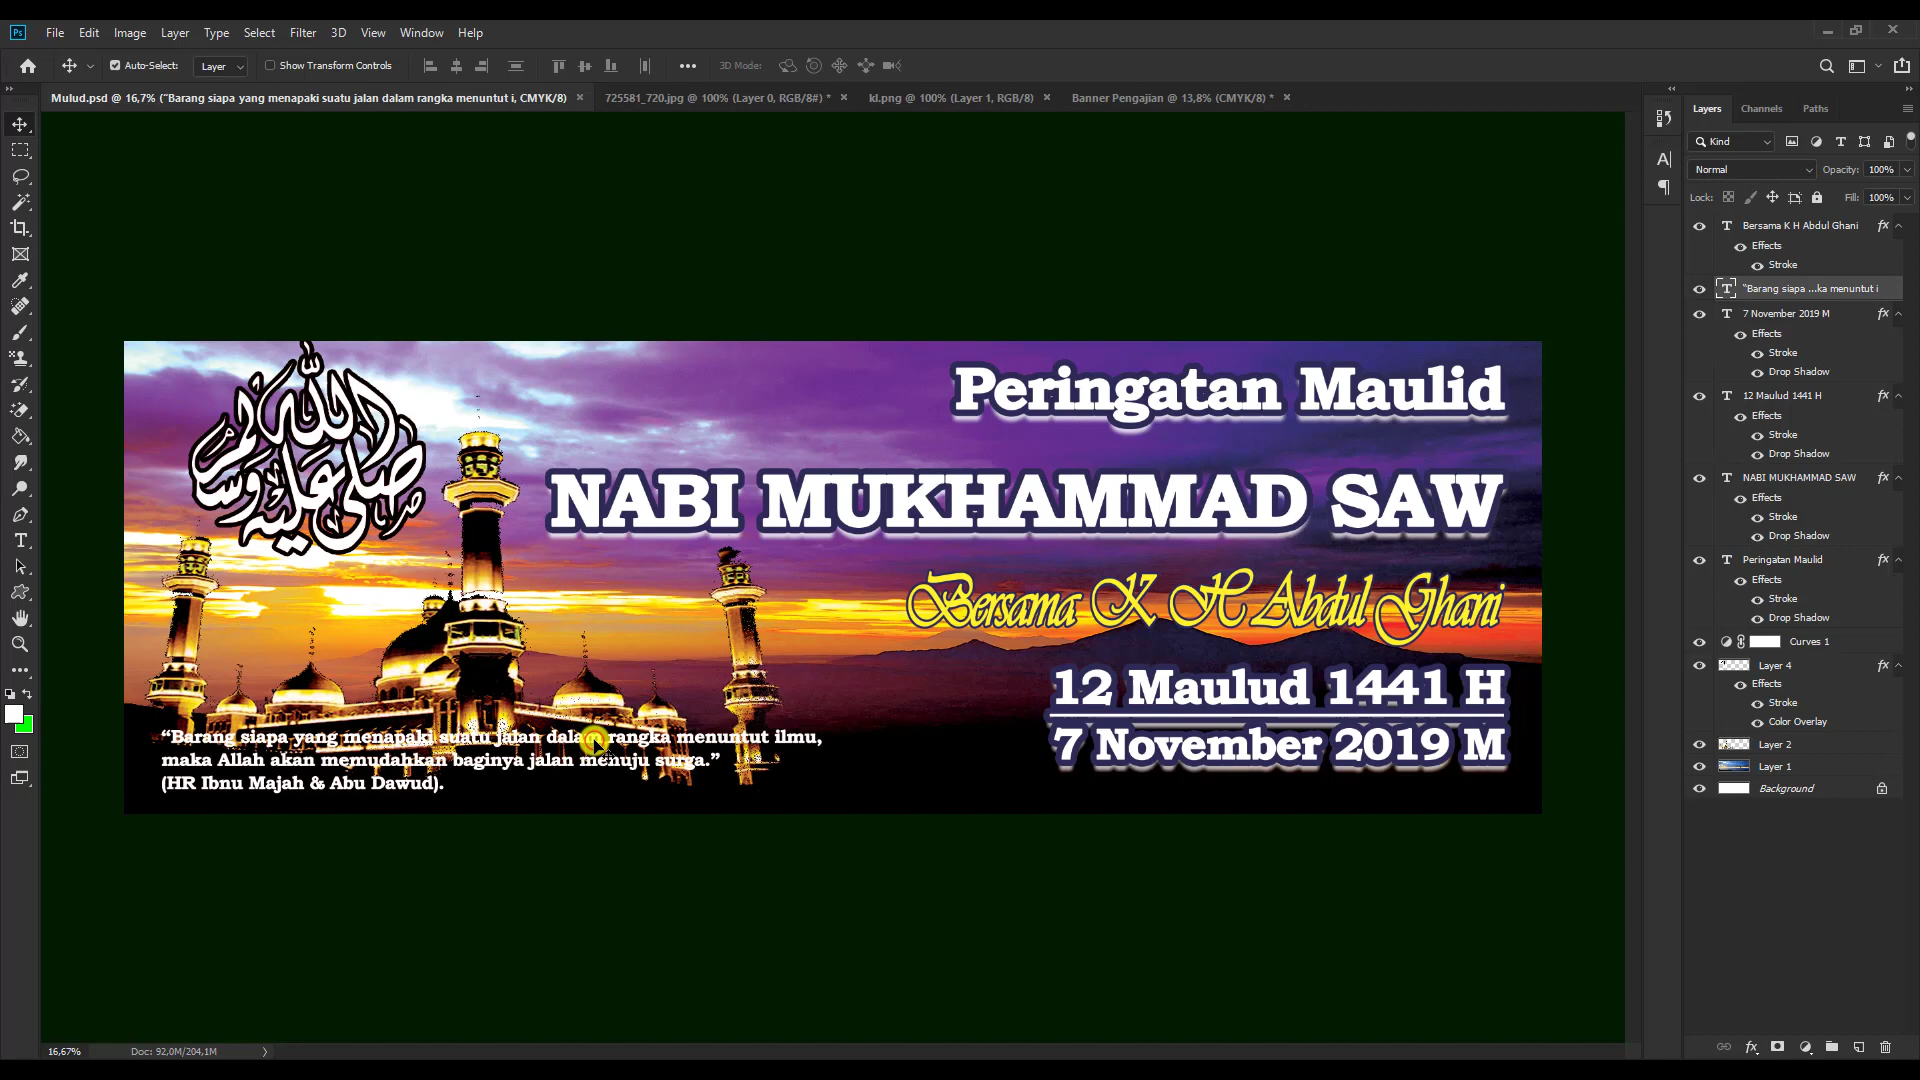 Ps File Edit Image Layer Type Select Filter 3D View Window Help
Auto-Select: Layer Show Transform Controls 3D Mode:
Mulud.psd @ 16,7% (“Barang siapa yang menapaki suatu jalan dalam rangka menuntut i, CMYK/8) 725581_720.jpg @ 100% (Layer 0, RGB/8#) * kl.png @ 100% (Layer 1, RGB/8) Banner Pengajian @ 13,8% (CMYK/8) *
الله
صلى
عليه
وسلم
Peringatan Maulid
NABI MUKHAMMAD SAW
Bersama K H Abdul Ghani
12 Maulud 1441 H
7 November 2019 M
“Barang siapa yang menapaki suatu jalan dalam rangka menuntut ilmu,
maka Allah akan memudahkan baginya jalan menuju surga.”
(HR Ibnu Majah & Abu Dawud).
Layers Channels Paths
Kind
Normal Opacity: 100%
Lock: Fill: 100%
Bersama K H Abdul Ghani fx
Effects
Stroke
“Barang siapa ...ka menuntut i
7 November 2019 M fx
Effects
Stroke
Drop Shadow
12 Maulud 1441 H fx
Effects
Stroke
Drop Shadow
NABI MUKHAMMAD SAW fx
Effects
Stroke
Drop Shadow
Peringatan Maulid fx
Effects
Stroke
Drop Shadow
Curves 1
Layer 4 fx
Effects
Stroke
Color Overlay
Layer 2
Layer 1
Background
16,67% Doc: 92,0M/204,1M
fx